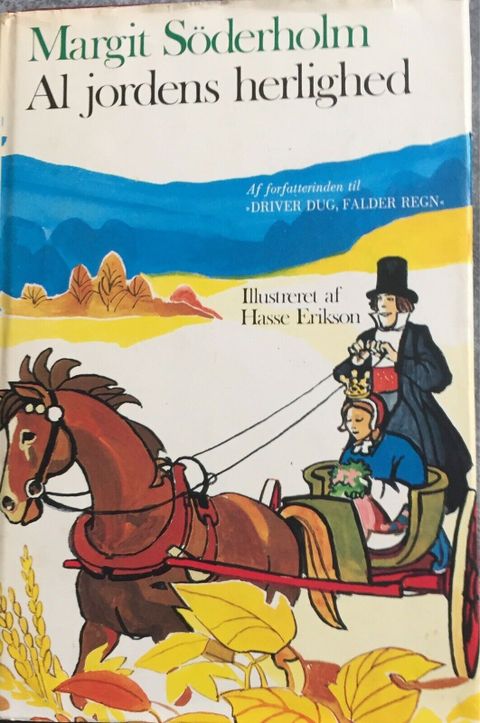 Margit Söderholm
Al jordens herlighed
Af forfatterinden til
»DRIVER DUG, FALDER REGN«
Illustreret af
Hasse Erikson